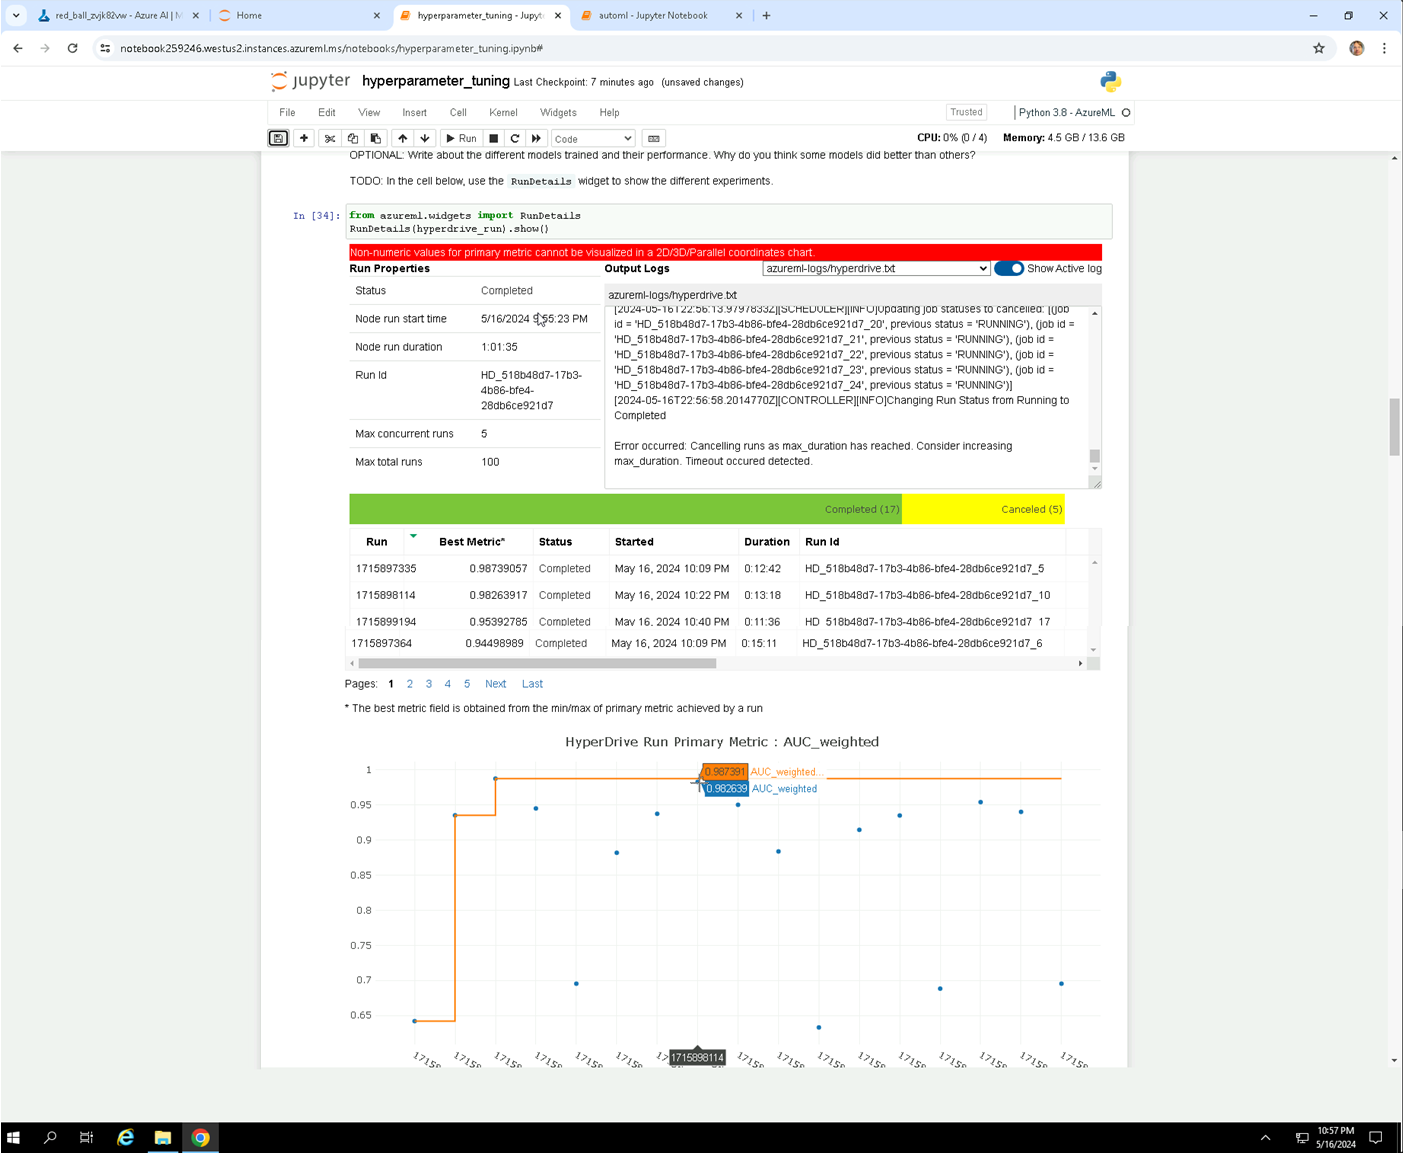 red_ball_zvjk82vw - Azure AI | M
Home
hyperparameter_tuning - Jupyt
automl - Jupyter Notebook
notebook259246.westus2.instances.azureml.ms/notebooks/hyperparameter_tuning.ipynb#
jupyter hyperparameter_tuning Last Checkpoint: 7 minutes ago (unsaved changes)
File Edit View Insert Cell Kernel Widgets Help Trusted Python 3.8 - AzureML
Run Code CPU: 0% (0 / 4) Memory: 4.5 GB / 13.6 GB
OPTIONAL: Write about the different models trained and their performance. Why do you think some models did better than others?
TODO: In the cell below, use the RunDetails widget to show the different experiments.
In [34]: from azureml.widgets import RunDetails
RunDetails(hyperdrive_run).show()
Non-numeric values for primary metric cannot be visualized in a 2D/3D/Parallel coordinates chart.
Run Properties
Status Completed
Node run start time 5/16/2024 9:55:23 PM
Node run duration 1:01:35
Run Id HD_518b48d7-17b3-
4b86-bfe4-
28db6ce921d7
Max concurrent runs 5
Max total runs 100
Output Logs azureml-logs/hyperdrive.txt Show Active log
azureml-logs/hyperdrive.txt
[2024-05-16T22:56:13.9797833Z][SCHEDULER][INFO]Updating job statuses to cancelled: [(job
id = 'HD_518b48d7-17b3-4b86-bfe4-28db6ce921d7_20', previous status = 'RUNNING'), (job id =
'HD_518b48d7-17b3-4b86-bfe4-28db6ce921d7_21', previous status = 'RUNNING'), (job id =
'HD_518b48d7-17b3-4b86-bfe4-28db6ce921d7_22', previous status = 'RUNNING'), (job id =
'HD_518b48d7-17b3-4b86-bfe4-28db6ce921d7_23', previous status = 'RUNNING'), (job id =
'HD_518b48d7-17b3-4b86-bfe4-28db6ce921d7_24', previous status = 'RUNNING')]
[2024-05-16T22:56:58.2014770Z][CONTROLLER][INFO]Changing Run Status from Running to
Completed
Error occurred: Cancelling runs as max_duration has reached. Consider increasing
max_duration. Timeout occured detected.
Completed (17) Canceled (5)
Run Best Metric* Status Started Duration Run Id
1715897335 0.98739057 Completed May 16, 2024 10:09 PM 0:12:42 HD_518b48d7-17b3-4b86-bfe4-28db6ce921d7_5
1715898114 0.98263917 Completed May 16, 2024 10:22 PM 0:13:18 HD_518b48d7-17b3-4b86-bfe4-28db6ce921d7_10
1715899194 0.95392785 Completed May 16, 2024 10:40 PM 0:11:36 HD_518b48d7-17b3-4b86-bfe4-28db6ce921d7_17
1715897364 0.94498989 Completed May 16, 2024 10:09 PM 0:15:11 HD_518b48d7-17b3-4b86-bfe4-28db6ce921d7_6
Pages: 1 2 3 4 5 Next Last
* The best metric field is obtained from the min/max of primary metric achieved by a run
HyperDrive Run Primary Metric : AUC_weighted
1
0.987391 AUC_weighted...
0.982639 AUC_weighted
0.95
0.9
0.85
0.8
0.75
0.7
0.65
1715898114
10:57 PM
5/16/2024